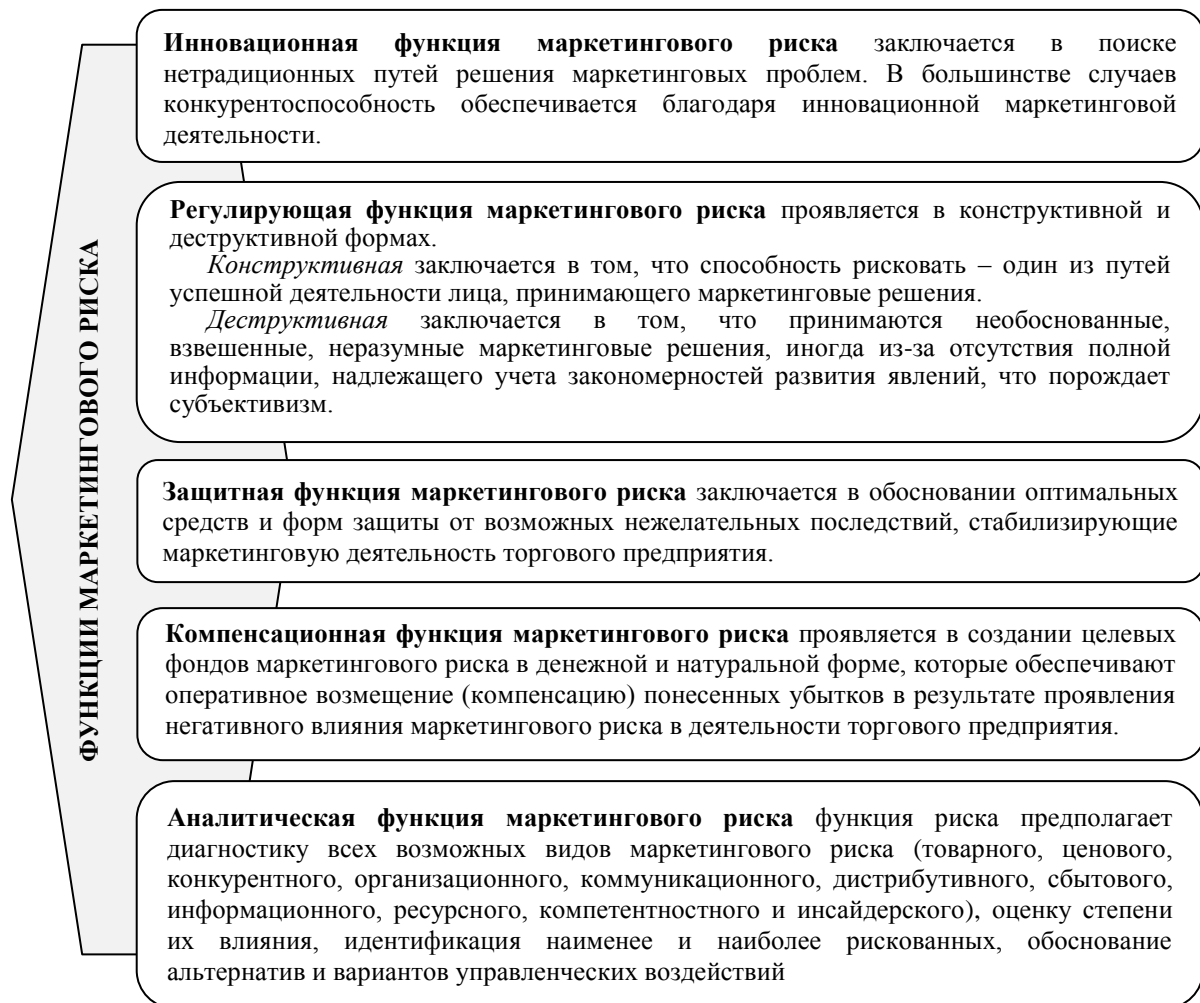 ФУНКЦИИ МАРКЕТИНГОВОГО РИСКА
Инновационная функция маркетингового риска заключается в поиске
нетрадиционных путей решения маркетинговых проблем. В большинстве случаев
конкурентоспособность обеспечивается благодаря инновационной маркетинговой
деятельности.
Регулирующая функция маркетингового риска проявляется в конструктивной и
деструктивной формах.
Конструктивная заключается в том, что способность рисковать – один из путей
успешной деятельности лица, принимающего маркетинговые решения.
Деструктивная заключается в том, что принимаются необоснованные,
взвешенные, неразумные маркетинговые решения, иногда из-за отсутствия полной
информации, надлежащего учета закономерностей развития явлений, что порождает
субъективизм.
Защитная функция маркетингового риска заключается в обосновании оптимальных
средств и форм защиты от возможных нежелательных последствий, стабилизирующие
маркетинговую деятельность торгового предприятия.
Компенсационная функция маркетингового риска проявляется в создании целевых
фондов маркетингового риска в денежной и натуральной форме, которые обеспечивают
оперативное возмещение (компенсацию) понесенных убытков в результате проявления
негативного влияния маркетингового риска в деятельности торгового предприятия.
Аналитическая функция маркетингового риска функция риска предполагает
диагностику всех возможных видов маркетингового риска (товарного, ценового,
конкурентного, организационного, коммуникационного, дистрибутивного, сбытового,
информационного, ресурсного, компетентностного и инсайдерского), оценку степени
их влияния, идентификация наименее и наиболее рискованных, обоснование
альтернатив и вариантов управленческих воздействий